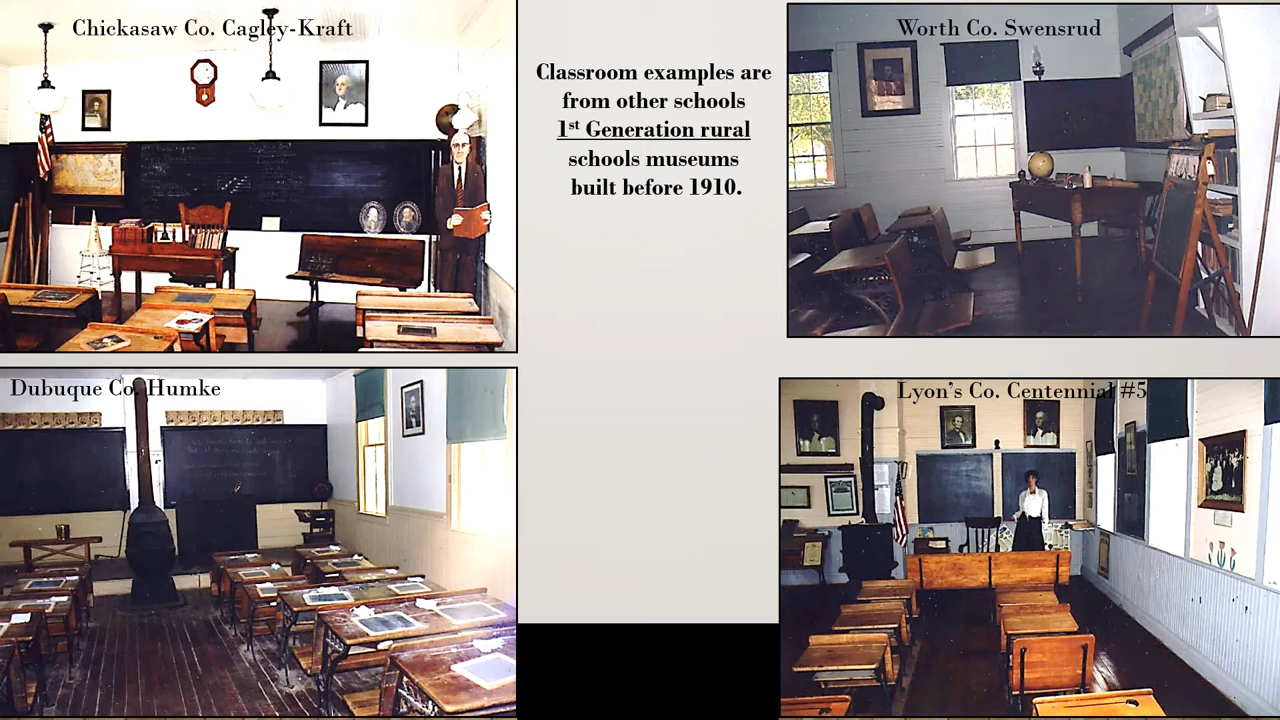 Chickasaw Co. Cagley-Kraft
Classroom examples are
from other schools
1st Generation rural
schools museums
built before 1910.
Worth Co. Swensrud
Dubuque Co. Humke
Lyon's Co. Centennial #5